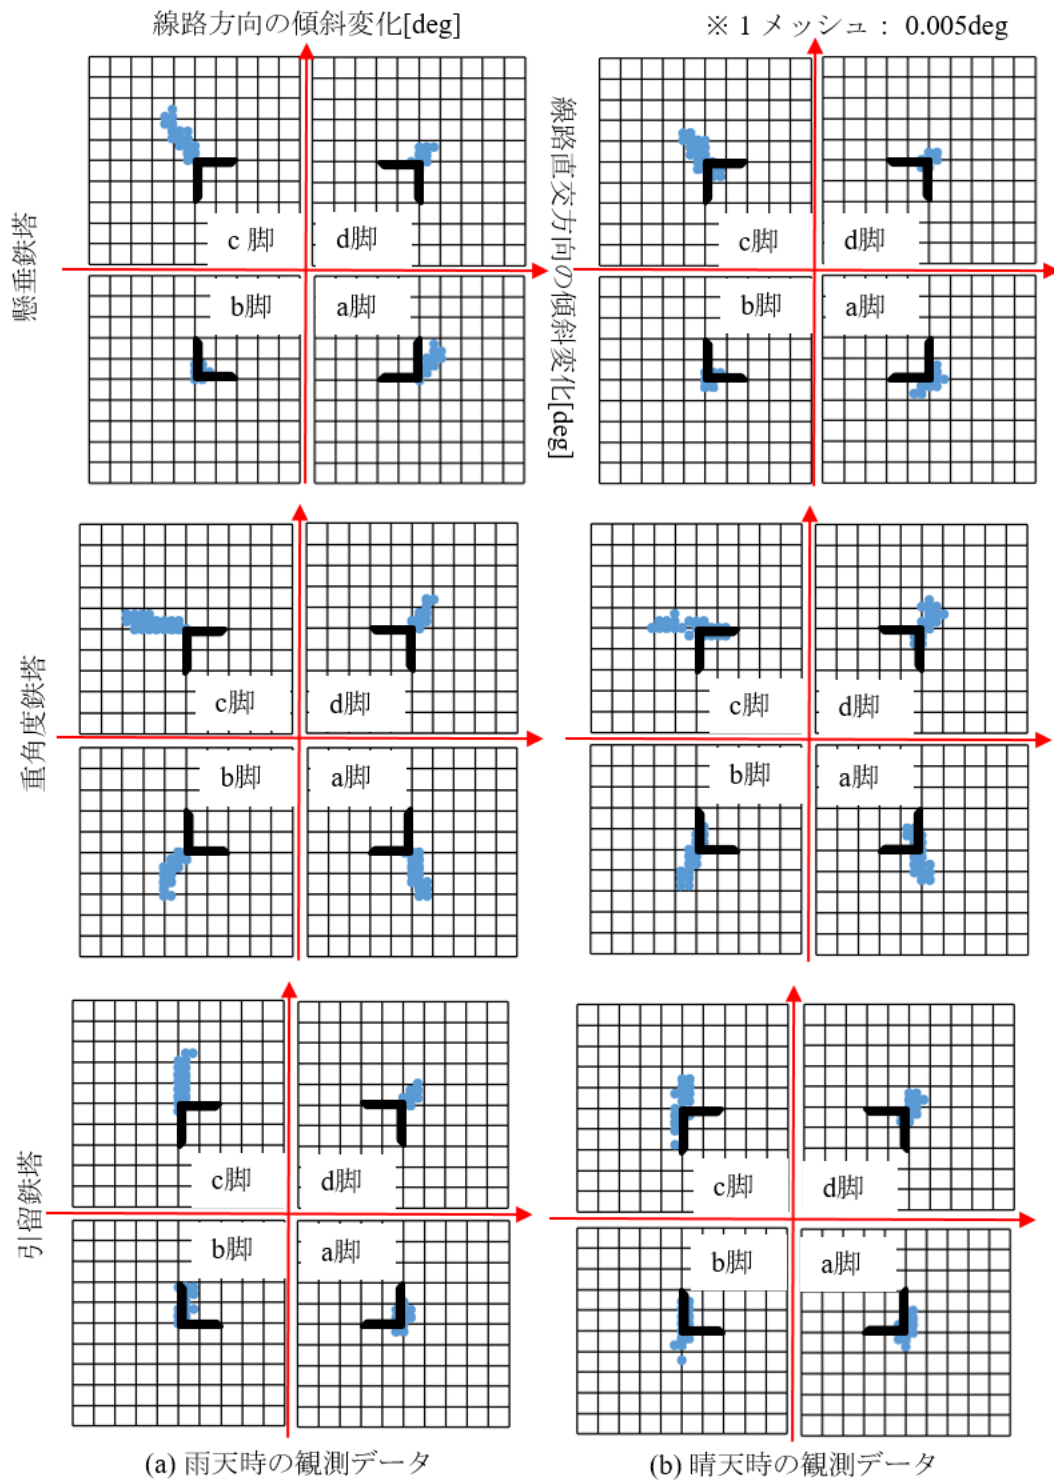 線路方向の傾斜変化[deg]
※ 1 メッシュ： 0.005deg
線路直交方向の傾斜変化[deg]
懸垂鉄塔
c 脚
d脚
b脚
a脚
c脚
d脚
b脚
a脚
重角度鉄塔
c脚
d脚
b脚
a脚
c脚
d脚
b脚
a脚
引留鉄塔
c脚
d脚
b脚
a脚
c脚
d脚
b脚
a脚
(a) 雨天時の観測データ
(b) 晴天時の観測データ